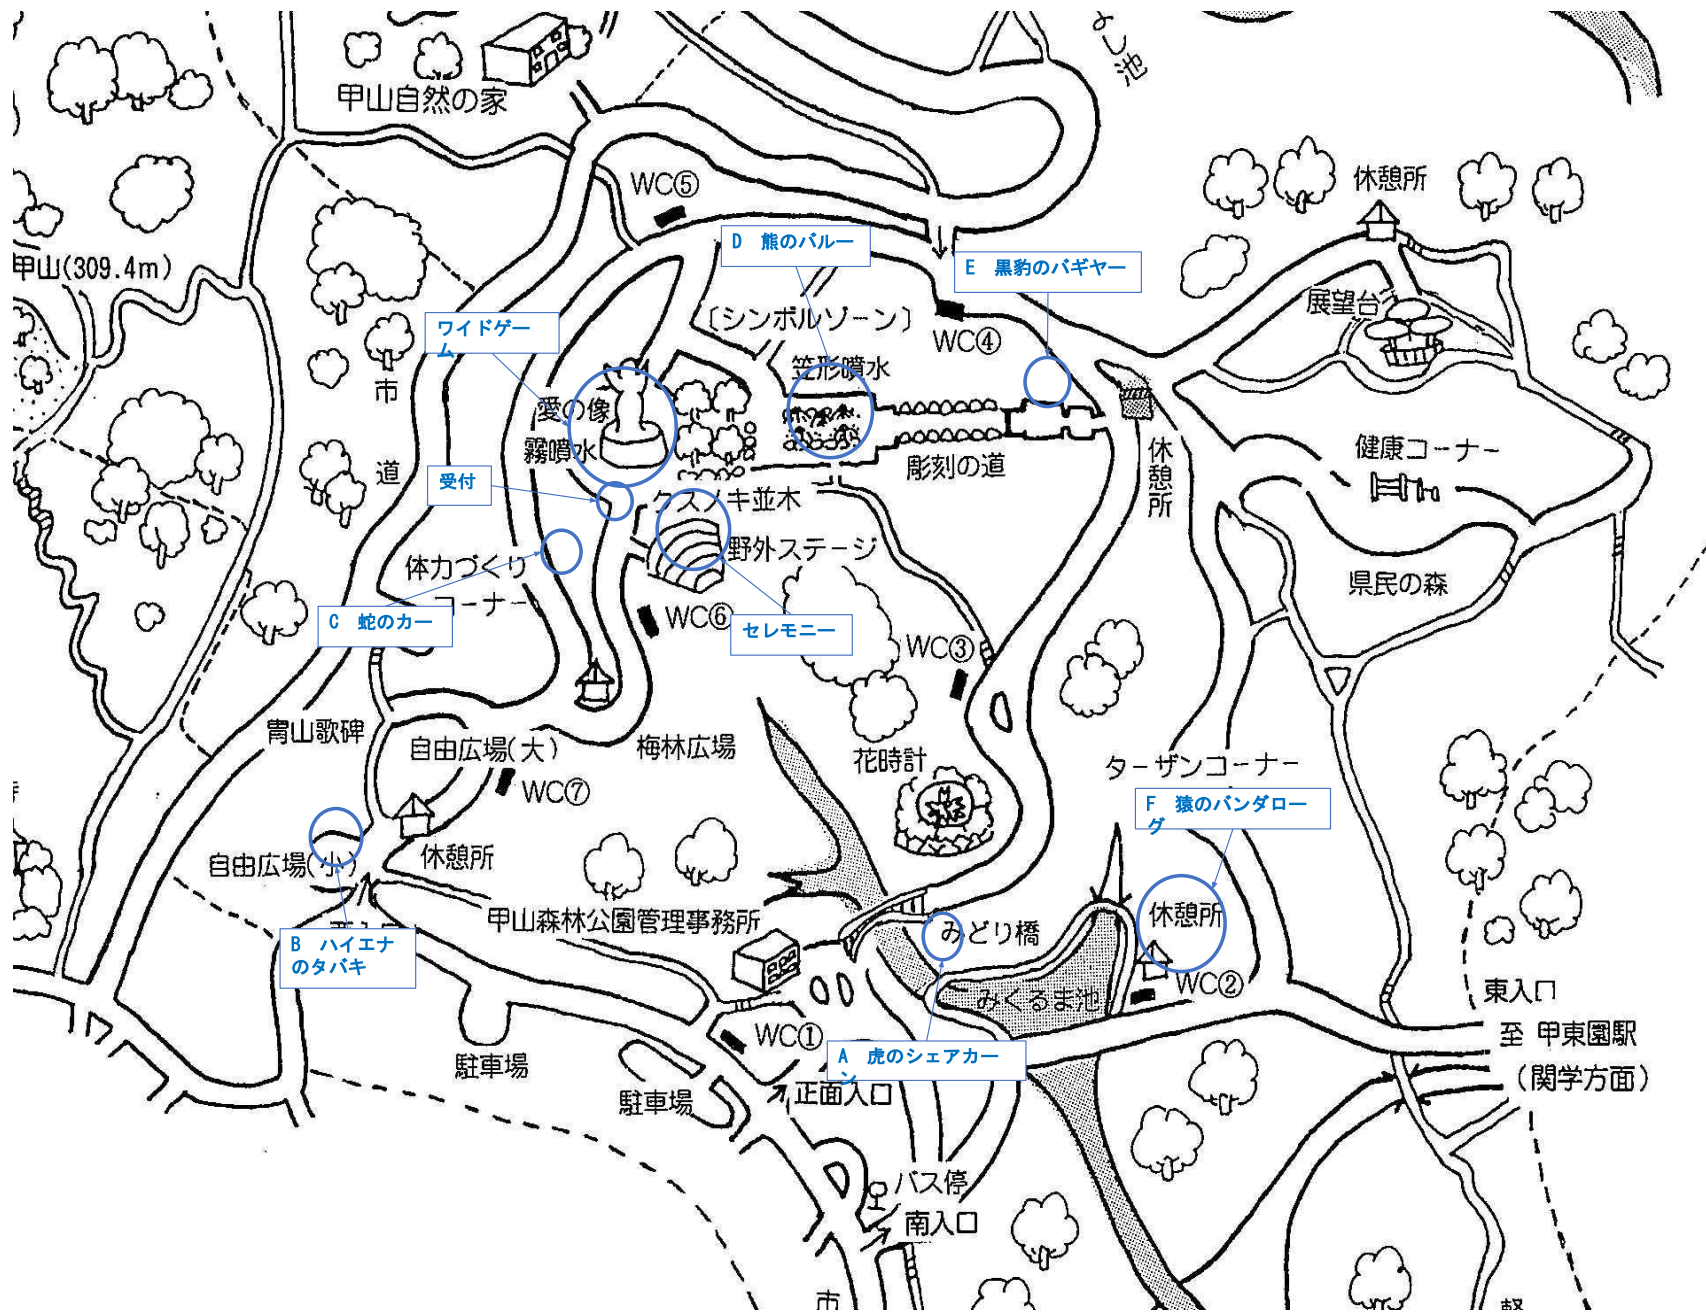 よし池
甲山自然の家
WC⑤
休憩所
D 熊のバルー
甲山(309.4m)
E 黒豹のバギヤー
展望台
〔シンボルゾーン〕
ワイドゲー
ム
WC④
笠形噴水
市
道
愛の像
霧噴水
健康コーナー
休憩所
彫刻の道
受付
クスノキ並木
野外ステージ
体力づくり
コーナー
県民の森
C 蛇のカー
WC⑥
セレモニー
WC③
冑山歌碑
自由広場(大)
梅林広場
花時計
ターザンコーナー
WC⑦
F 猿のバンダロー
グ
自由広場(小)
休憩所
甲山森林公園管理事務所
みどり橋
休憩所
B ハイエナ
のタバキ
WC②
東入口
みくるま池
WC①
至 甲東園駅
A 虎のシェアカー
ン
駐車場
(関学方面)
駐車場
正面入口
バス停
南入口
市